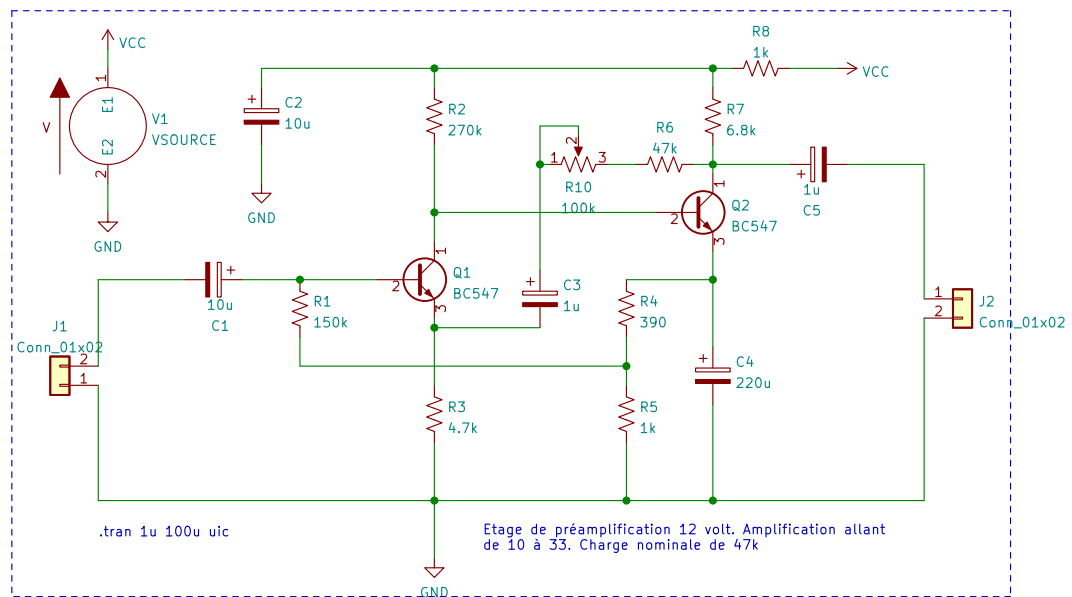 VCC
1
E1
V
V1
VSOURCE
E2
2
GND
+
C2
10u
GND
R2
270k
R8
1k
VCC
R7
6.8k
R6
47k
1
2
3
R10
100k
+
1u
C5
1
2
3
Q2
BC547
10u
C1
+
R1
150k
1
2
3
Q1
BC547
+
C3
1u
R4
390
+
C4
220u
J1
Conn_01x02
2
1
R3
4.7k
R5
1k
1
2
J2
Conn_01x02
.tran 1u 100u uic
Etage de préamplification 12 volt. Amplification allant
de 10 à 33. Charge nominale de 47k
GND